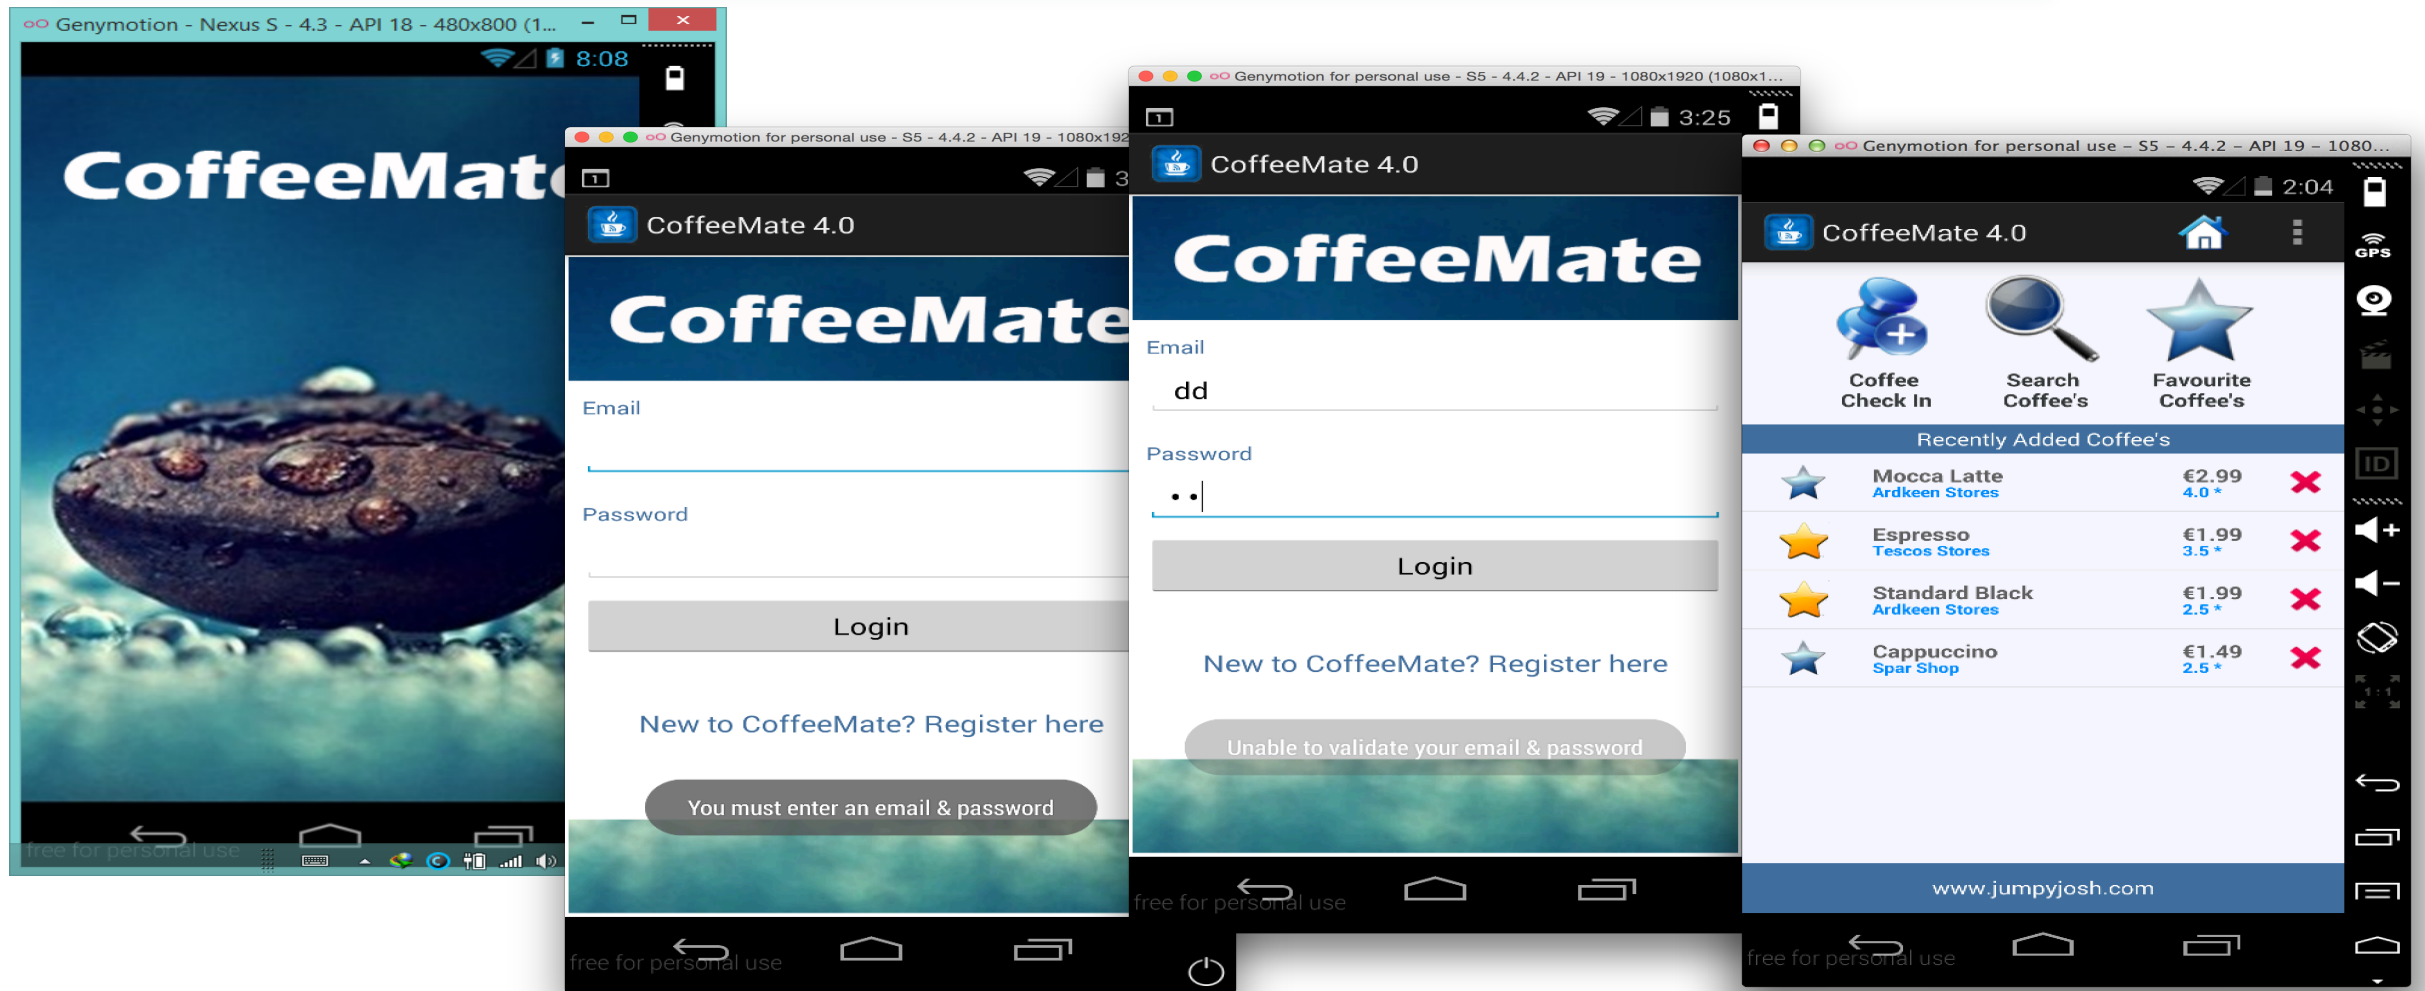 Genymotion - Nexus S - 4.3 - API 18 - 480x800 (1...
8:08
CoffeeMate
free for personal use
Genymotion for personal use - S5 - 4.4.2 - API 19 - 1080x192
1
3
CoffeeMate 4.0
CoffeeMate
Email
Password
Login
New to CoffeeMate? Register here
You must enter an email & password
free for personal use
Genymotion for personal use - S5 - 4.4.2 - API 19 - 1080x1920 (1080x1...
1
3:25
CoffeeMate 4.0
CoffeeMate
Email
dd
Password
Login
New to CoffeeMate? Register here
Unable to validate your email & password
free for personal use
Genymotion for personal use - S5 - 4.4.2 - API 19 - 1080...
2:04
CoffeeMate 4.0
GPS
Coffee Search Favourite
Check In Coffee's Coffee's
Recently Added Coffee's
Mocca Latte €2.99
Ardkeen Stores 4.0 *
ID
Espresso €1.99
Tescos Stores 3.5 *
Standard Black €1.99
Ardkeen Stores 2.5 *
Cappuccino €1.49
Spar Shop 2.5 *
1:1
www.jumpyjosh.com
free for personal use